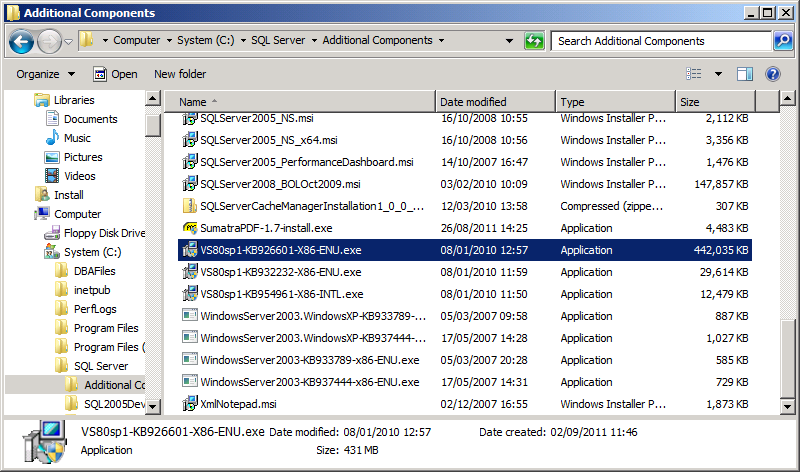 Additional Components
Computer System (C:) SQL Server Additional Components Search Additional Components
Organize Open New folder
Libraries
Documents
Music
Pictures
Videos
Install
Computer
Floppy Disk Drive
System (C:)
DBAFiles
inetpub
PerfLogs
Program Files
Program Files (
SQL Server
Additional Co
SQL2005Dev
Name Date modified Type Size
SQLServer2005_NS.msi 16/10/2008 10:55 Windows Installer P... 2,112 KB
SQLServer2005_NS_x64.msi 16/10/2008 10:56 Windows Installer P... 3,356 KB
SQLServer2005_PerformanceDashboard.msi 14/10/2007 16:47 Windows Installer P... 1,476 KB
SQLServer2008_BOLOct2009.msi 03/02/2010 10:09 Windows Installer P... 147,857 KB
SQLServerCacheManagerInstallation1_0_0_... 12/03/2010 13:58 Compressed (zippe... 307 KB
SumatraPDF-1.7-install.exe 26/08/2011 14:25 Application 4,483 KB
VS80sp1-KB926601-X86-ENU.exe 08/01/2010 12:57 Application 442,035 KB
VS80sp1-KB932232-X86-ENU.exe 08/01/2010 11:59 Application 29,614 KB
VS80sp1-KB954961-X86-INTL.exe 08/01/2010 11:50 Application 12,479 KB
WindowsServer2003.WindowsXP-KB933789-... 05/03/2007 09:58 Application 887 KB
WindowsServer2003.WindowsXP-KB937444-... 17/05/2007 14:28 Application 1,027 KB
WindowsServer2003-KB933789-x86-ENU.exe 05/03/2007 20:28 Application 585 KB
WindowsServer2003-KB937444-x86-ENU.exe 17/05/2007 14:31 Application 729 KB
XmlNotepad.msi 02/12/2007 16:55 Windows Installer P... 1,873 KB
VS80sp1-KB926601-X86-ENU.exe Date modified: 08/01/2010 12:57 Date created: 02/09/2011 11:46
Application Size: 431 MB